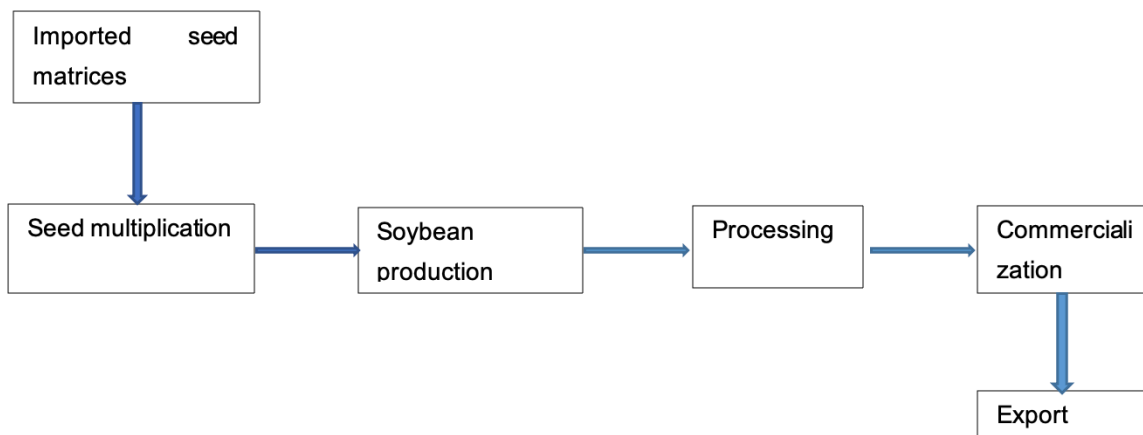 Imported seed
matrices
Seed multiplication
Soybean
production
Processing
Commerciali
zation
Export